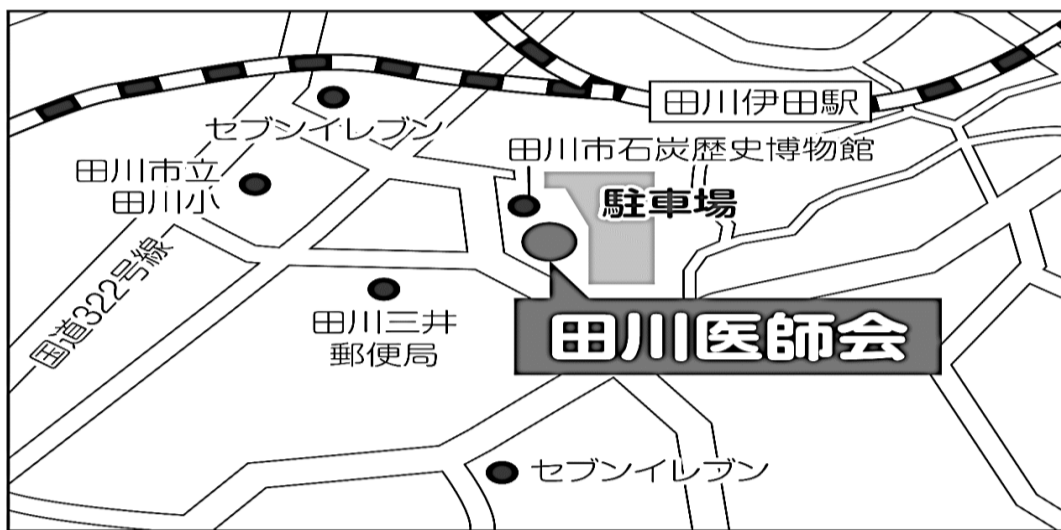 田川伊田駅
セブンイレブン
田川市石炭歴史博物館
田川市立
田川小
駐車場
国道322号線
田川三井
郵便局
田川医師会
セブンイレブン